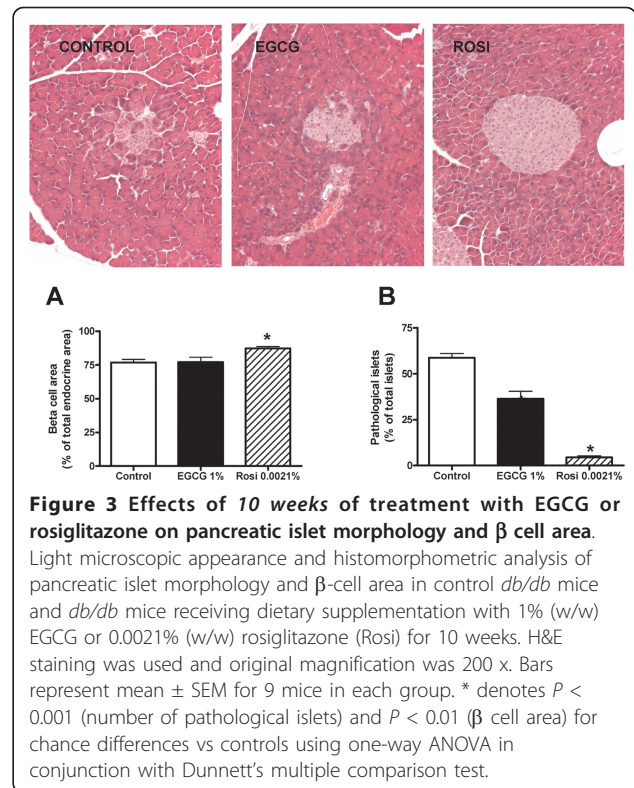 CONTROL
EGCG
ROSI
A
Beta cell area
(% of total endocrine area)
100
75
50
25
0
*
Control
EGCG 1%
Rosi 0.0021%
B
Pathological islets
(% of total islets)
75
50
25
0
*
Control
EGCG 1%
Rosi 0.0021%
Figure 3 Effects of 10 weeks of treatment with EGCG or
rosiglitazone on pancreatic islet morphology and β cell area.
Light microscopic appearance and histomorphometric analysis of
pancreatic islet morphology and β-cell area in control db/db mice
and db/db mice receiving dietary supplementation with 1% (w/w)
EGCG or 0.0021% (w/w) rosiglitazone (Rosi) for 10 weeks. H&E
staining was used and original magnification was 200 x. Bars
represent mean ± SEM for 9 mice in each group. * denotes P <
0.001 (number of pathological islets) and P < 0.01 (β cell area) for
chance differences vs controls using one-way ANOVA in
conjunction with Dunnett's multiple comparison test.